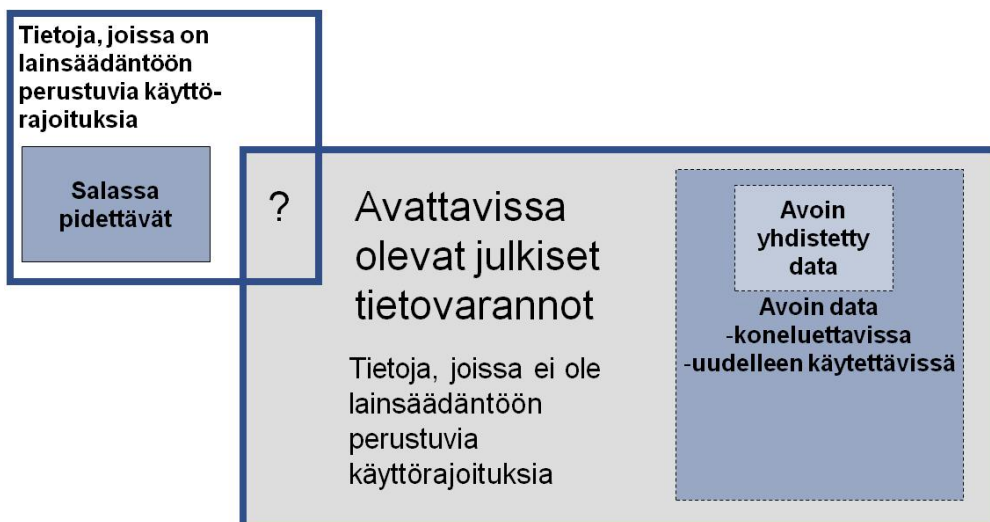 Tietoja, joissa on
lainsäädäntöön
perustuvia käyttö-
rajoituksia
Salassa
pidettävät
?
Avattavissa
olevat julkiset
tietovarannot
Tietoja, joissa ei ole
lainsäädäntöön
perustuvia
käyttörajoituksia
Avoin
yhdistetty
data
Avoin data
-koneluettavissa
-uudelleen käytettävissä